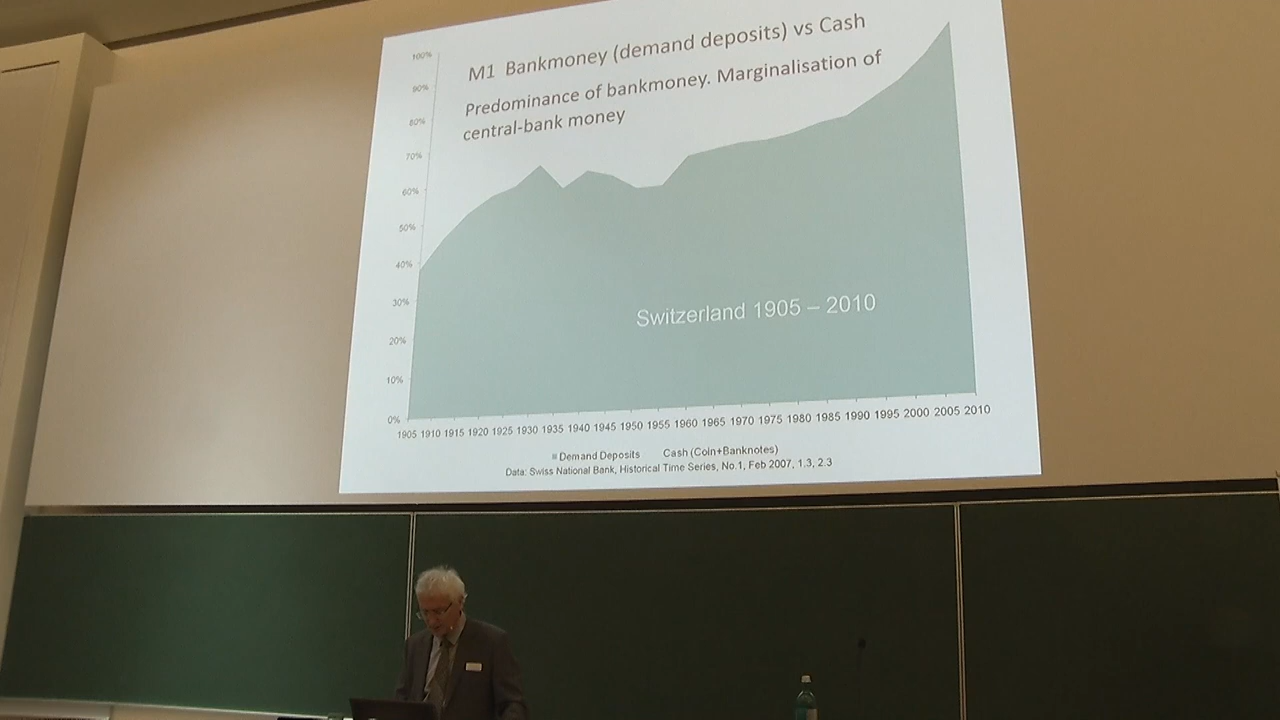 M1 Bankmoney (demand deposits) vs Cash
Predominance of bankmoney. Marginalisation of
central-bank money
100%
90%
80%
70%
60%
50%
40%
30%
20%
10%
0%
Switzerland 1905 – 2010
1905 1910 1915 1920 1925 1930 1935 1940 1945 1950 1955 1960 1965 1970 1975 1980 1985 1990 1995 2000 2005 2010
Demand Deposits Cash (Coin+Banknotes)
Data: Swiss National Bank, Historical Time Series, No.1, Feb 2007, 1.3, 2.3